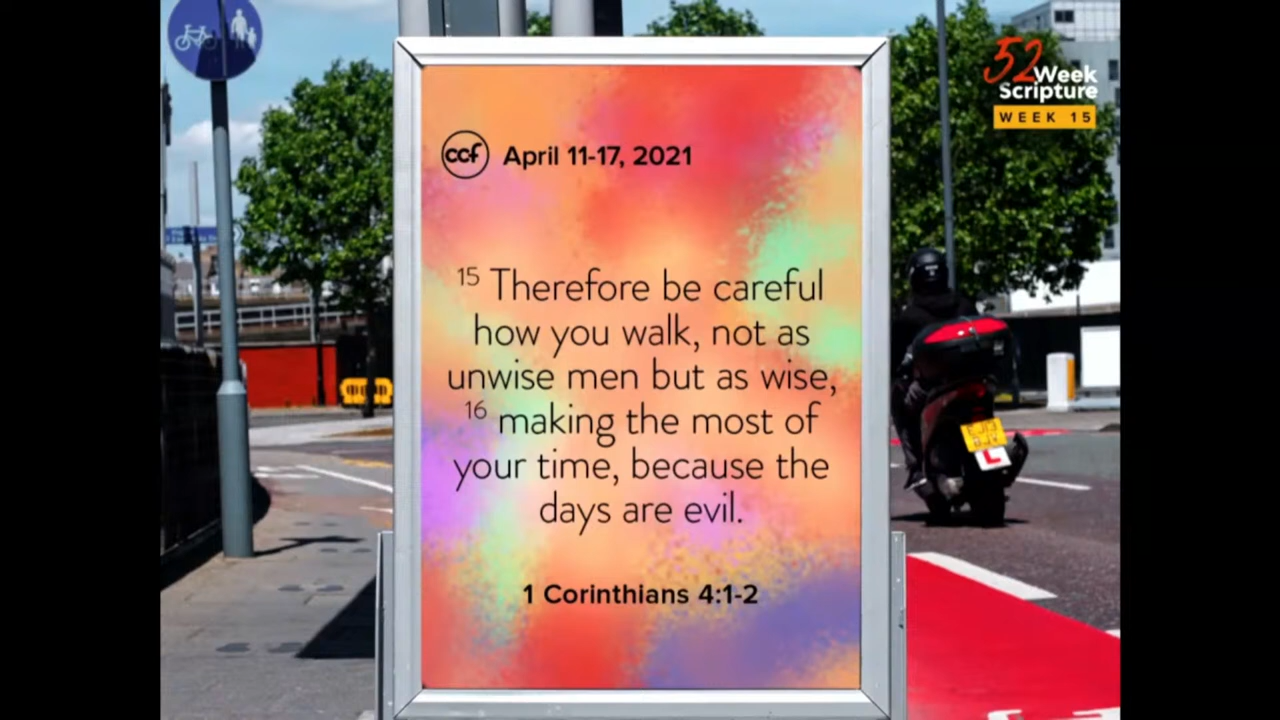 52 Week
Scripture
WEEK 15
ccf April 11-17, 2021
15 Therefore be careful
how you walk, not as
unwise men but as wise,
16 making the most of
your time, because the
days are evil.
1 Corinthians 4:1-2
L